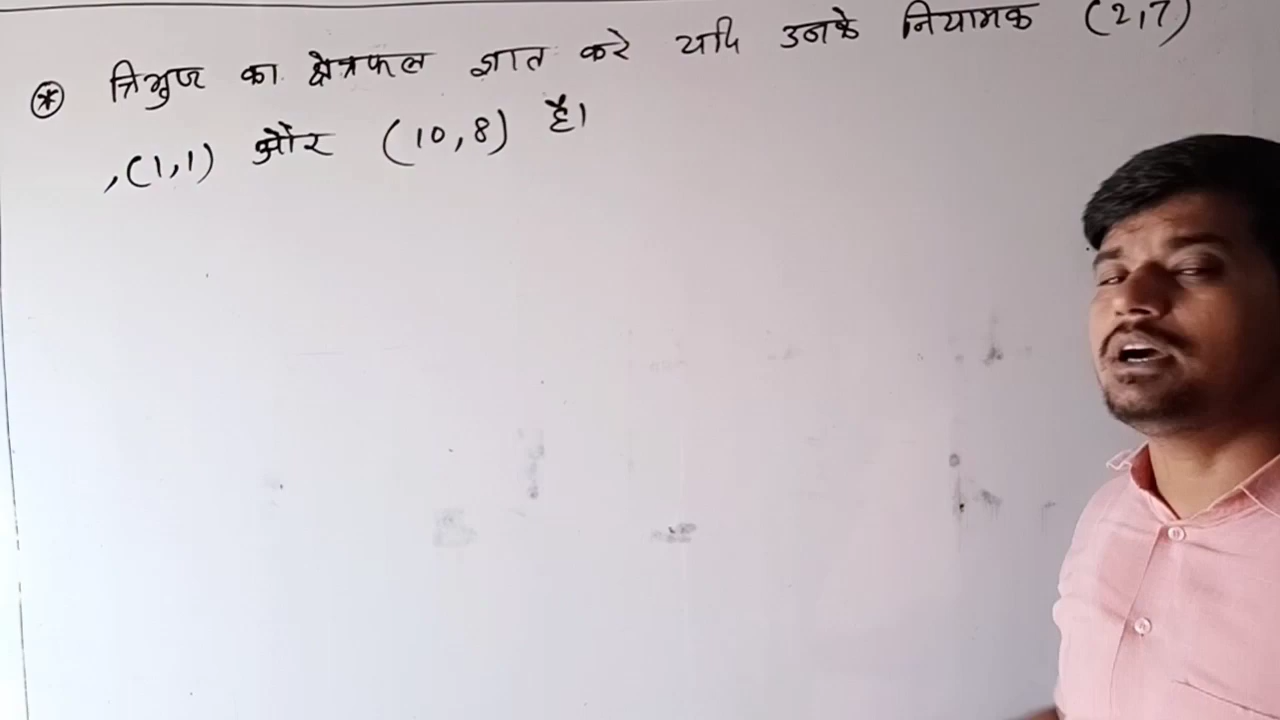 ⊛ त्रिभुज का क्षेत्रफल ज्ञात करे यदि उनके नियामक (2,7)
,(1,1) और (10,8) है।